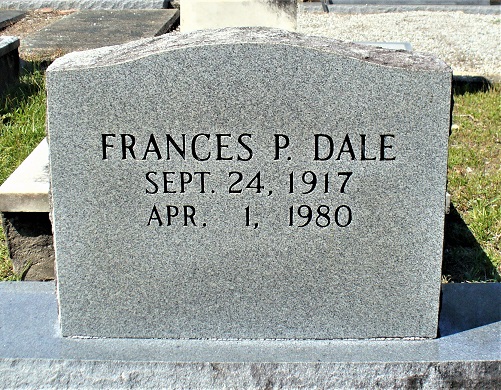 FRANCES P. DALE
SEPT. 24, 1917
APR. 1, 1980